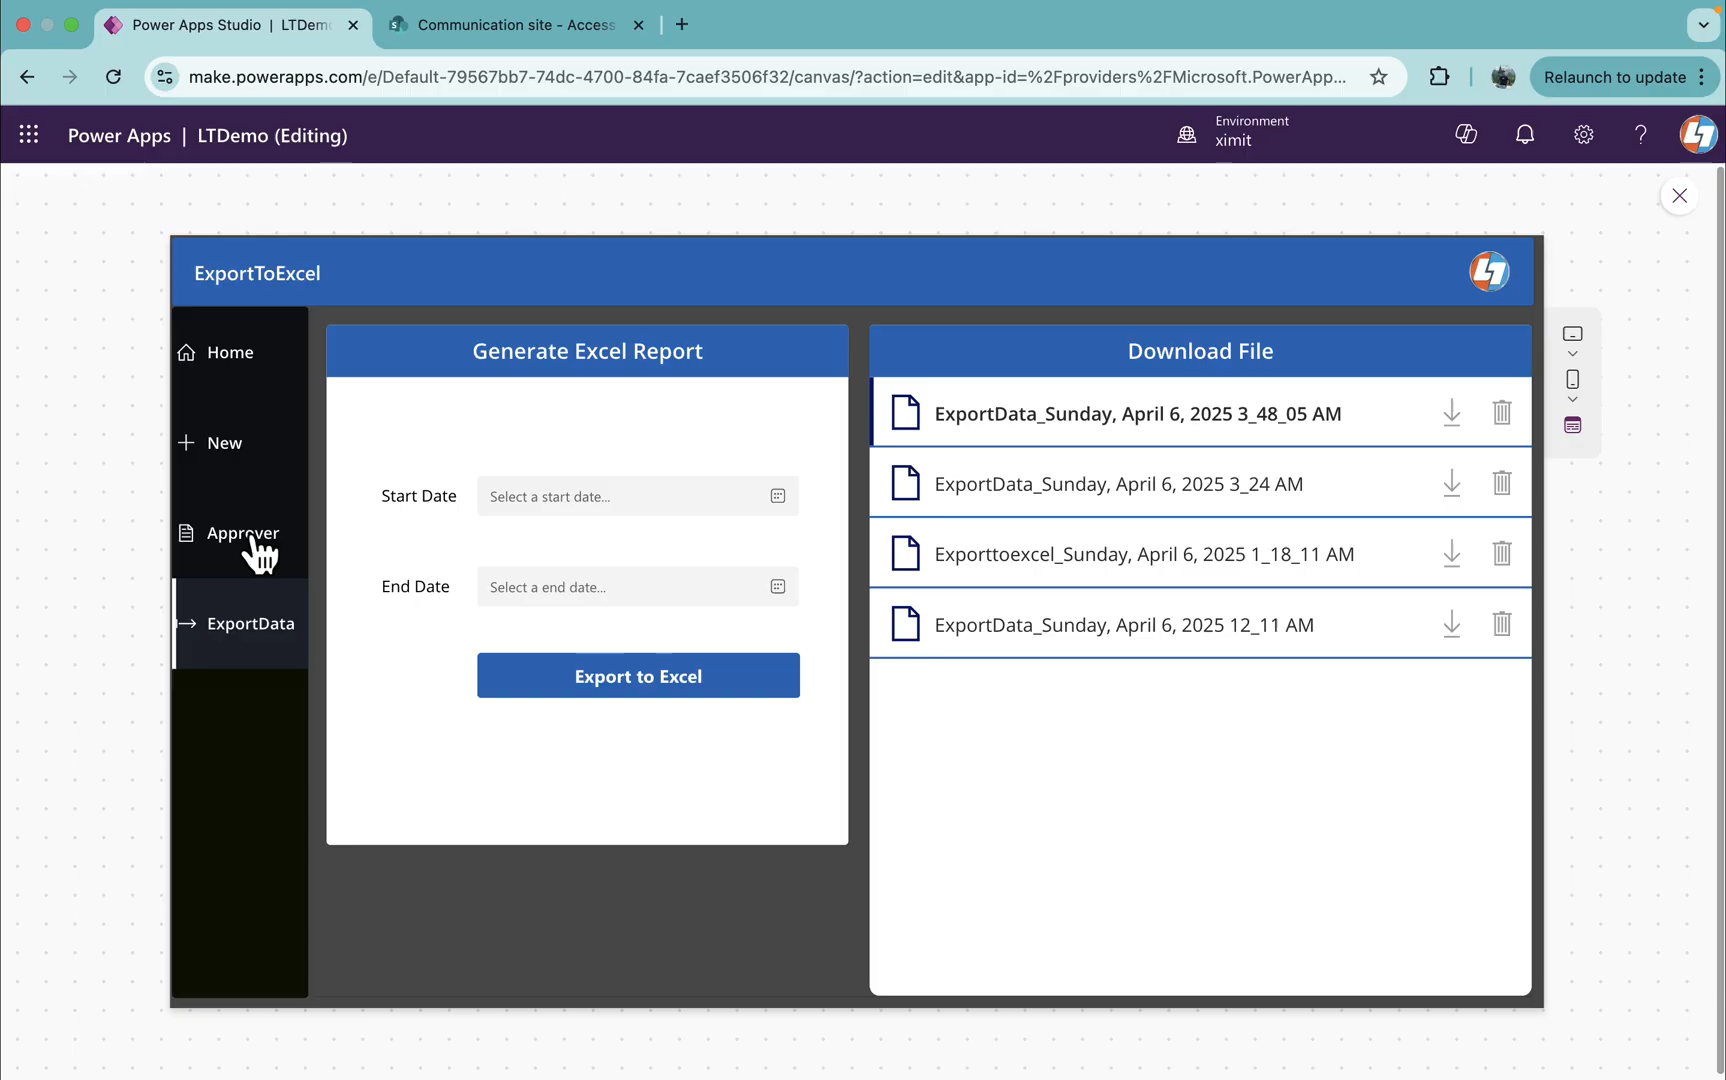 Power Apps Studio | LTDem
Communication site - Access
make.powerapps.com/e/Default-79567bb7-74dc-4700-84fa-7caef3506f32/canvas/?action=edit&app-id=%2Fproviders%2FMicrosoft.PowerApp...
Relaunch to update
Power Apps | LTDemo (Editing)
Environment
ximit
ExportToExcel
Home
New
Approver
ExportData
Generate Excel Report
Start Date
Select a start date...
End Date
Select a end date...
Export to Excel
Download File
ExportData_Sunday, April 6, 2025 3_48_05 AM
ExportData_Sunday, April 6, 2025 3_24 AM
Exporttoexcel_Sunday, April 6, 2025 1_18_11 AM
ExportData_Sunday, April 6, 2025 12_11 AM